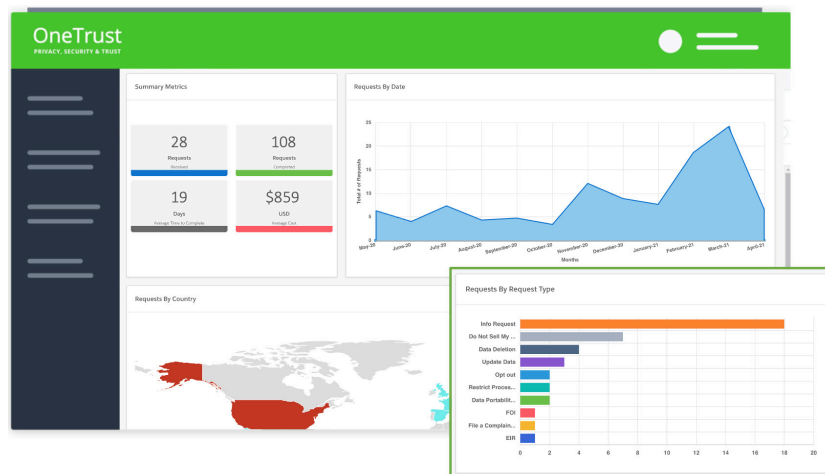 OneTrust
PRIVACY, SECURITY & TRUST
Summary Metrics
28
Requests
Received
108
Requests
Completed
19
Days
Average Time to Complete
$859
USD
Average Cost
Requests By Date
Total # of Requests
25
20
15
10
5
0
May-20 June-20 July-20 August-20 September-20 October-20 November-20 December-20 January-21 February-21 March-21 April-21
Months
Requests By Country
Requests By Request Type
Info Request
Do Not Sell My ...
Data Deletion
Update Data
Opt out
Restrict Proces...
Data Portabilit...
FOI
File a Complain...
EIR
0 2 4 6 8 10 12 14 16 18 20